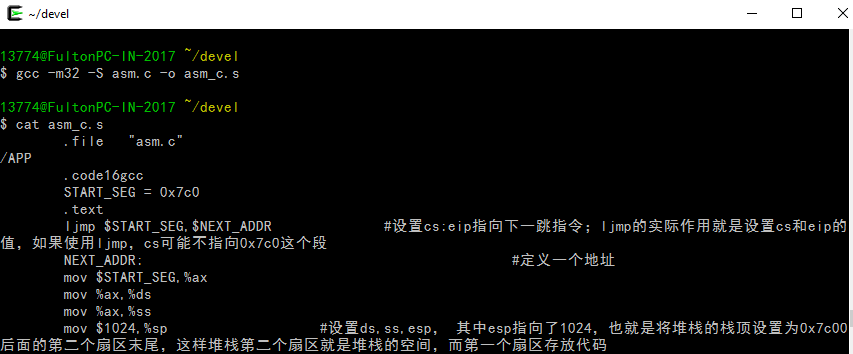 ~/devel
13774@FultonPC-IN-2017 ~/devel
$ gcc -m32 -S asm.c -o asm_c.s
13774@FultonPC-IN-2017 ~/devel
$ cat asm_c.s
.file "asm.c"
/APP
.code16gcc
START_SEG = 0x7c0
.text
ljmp $START_SEG,$NEXT_ADDR #设置cs:eip指向下一跳指令；ljmp的实际作用就是设置cs和eip的
值，如果使用ljmp，cs可能不指向0x7c0这个段
NEXT_ADDR: #定义一个地址
mov $START_SEG,%ax
mov %ax,%ds
mov %ax,%ss
mov $1024,%sp #设置ds,ss,esp， 其中esp指向了1024，也就是将堆栈的栈顶设置为0x7c00
后面的第二个扇区末尾，这样堆栈第二个扇区就是堆栈的空间，而第一个扇区存放代码